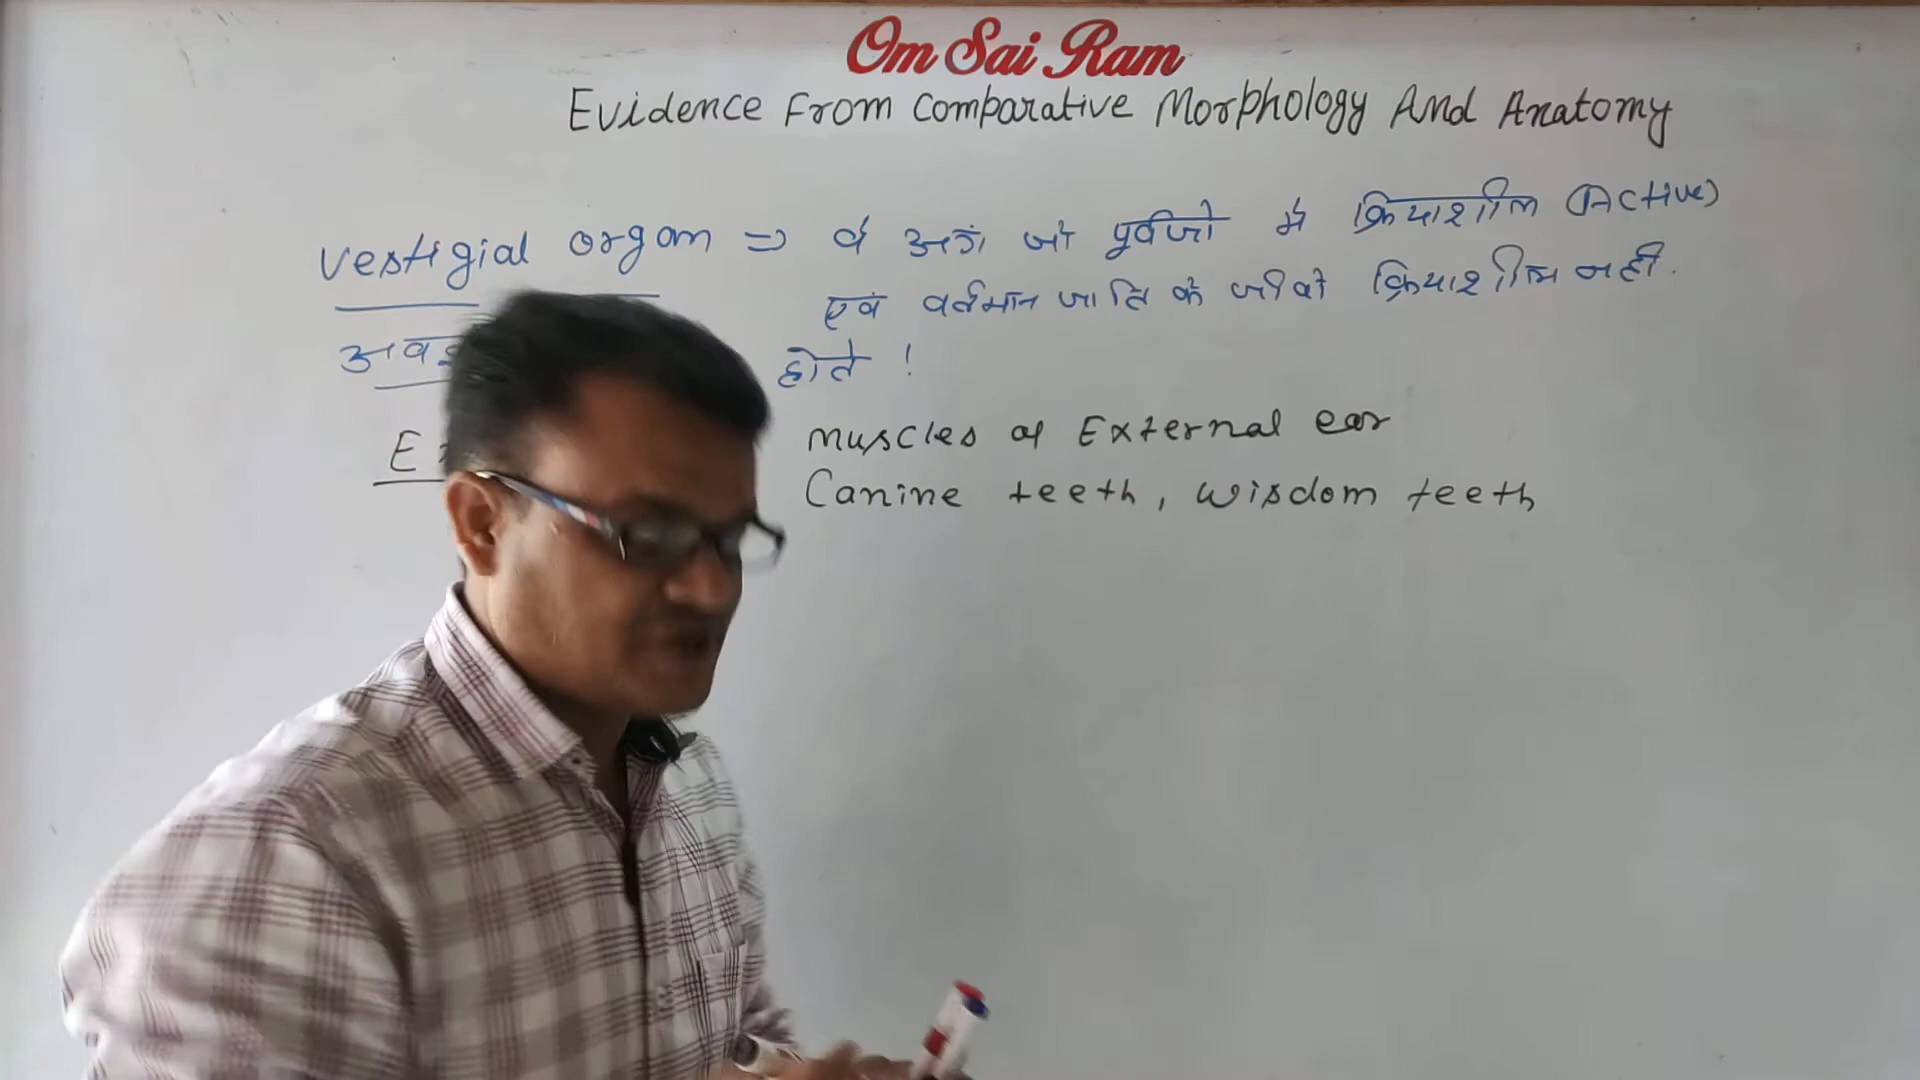 Om Sai Ram
Evidence From Comparative Morphology And Anatomy
Vestigial organ ⇒ वे अंग जो पूर्वजो मे क्रियाशील (Active)
एवं वर्तमान जाति के जीवो क्रियाशील नही.
होते !
muscles of External ear
Canine teeth, wisdom teeth